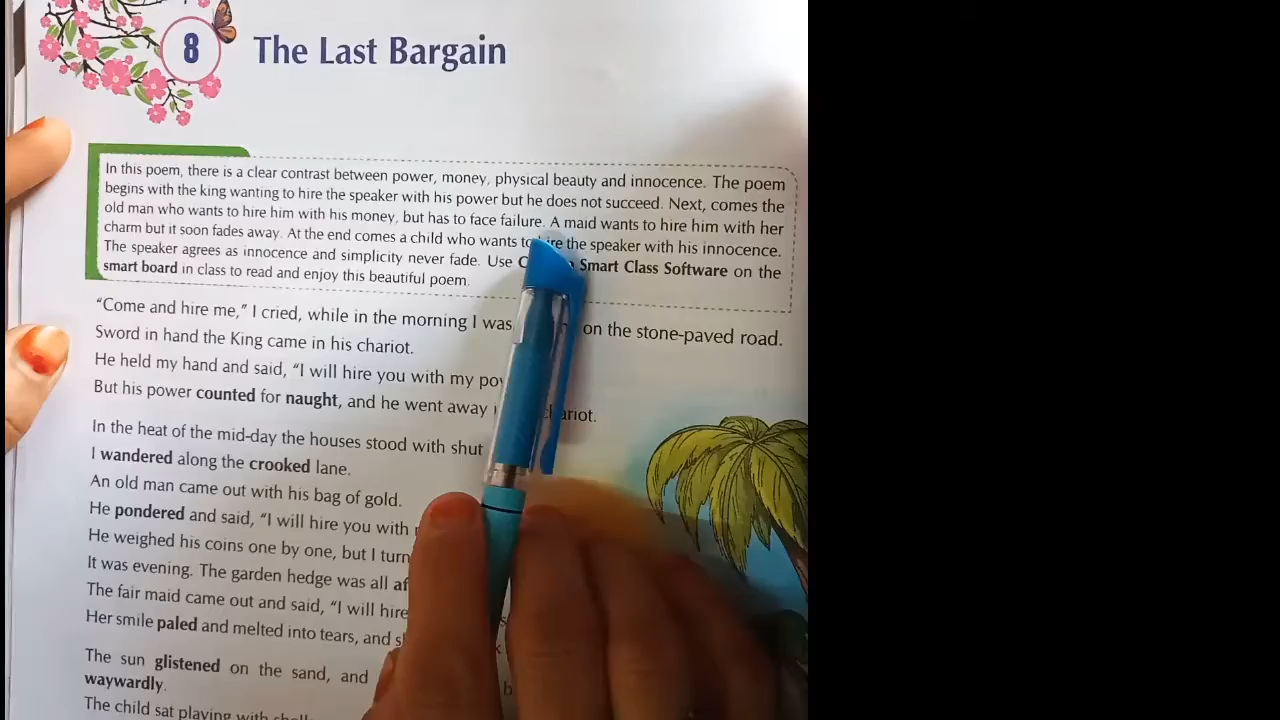 8
The Last Bargain
In this poem, there is a clear contrast between power, money, physical beauty and innocence. The poem
begins with the king wanting to hire the speaker with his power but he does not succeed. Next, comes the
old man who wants to hire him with his money, but has to face failure. A maid wants to hire him with her
charm but it soon fades away. At the end comes a child who wants to hire the speaker with his innocence.
The speaker agrees as innocence and simplicity never fade. Use Smart Class Software on the
smart board in class to read and enjoy this beautiful poem.
“Come and hire me,” I cried, while in the morning I was on the stone-paved road.
Sword in hand the King came in his chariot.
He held my hand and said, “I will hire you with my
But his power counted for naught, and he went away chariot.
In the heat of the mid-day the houses stood with shut
I wandered along the crooked lane.
An old man came out with his bag of gold.
He pondered and said, “I will hire you with
He weighed his coins one by one, but I
It was evening. The garden hedge was all
The fair maid came out and said, “I will hire
Her smile paled and melted into tears, and
The sun glistened on the sand, and
waywardly.
The child sat playing with